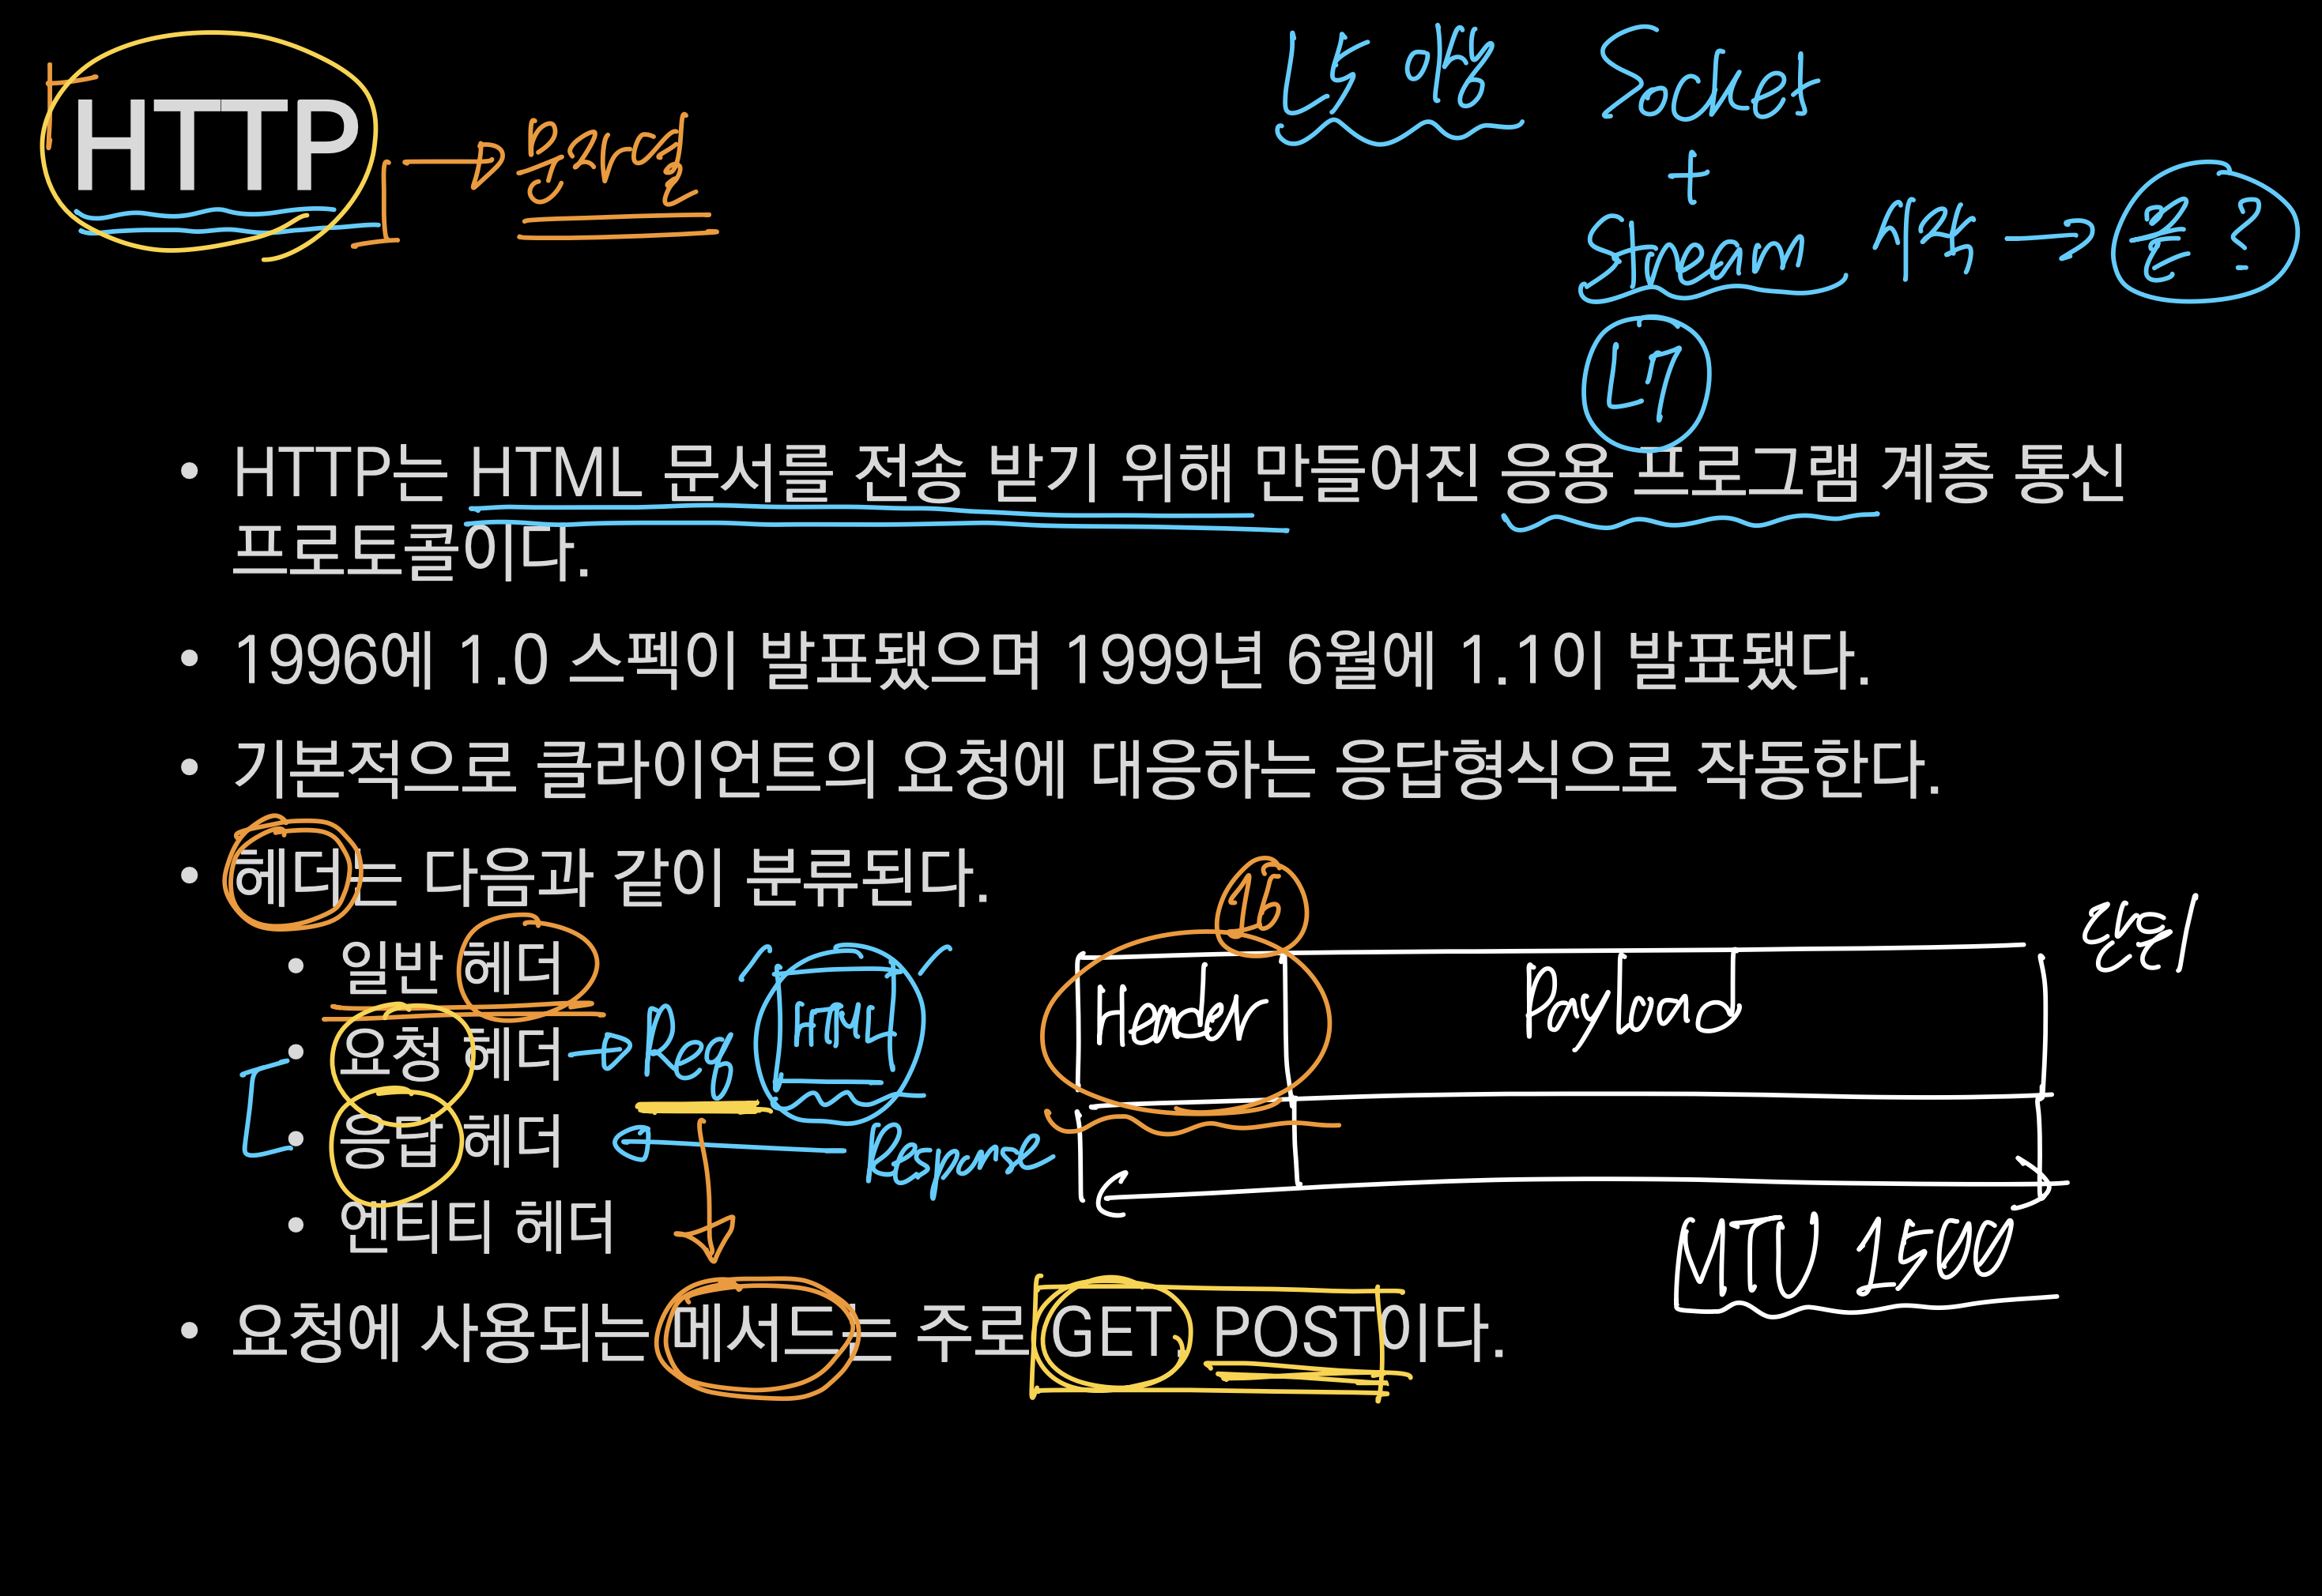 HTTP
문자열
L5 이상
Socket
+
Stream 시작 → 끝 ?
L7
• HTTP는 HTML 문서를 전송 받기 위해 만들어진 응용 프로그램 계층 통신
프로토콜이다.
• 1996에 1.0 스펙이 발표됐으며 1999년 6월에 1.1이 발표됐다.
• 기본적으로 클라이언트의 요청에 대응하는 응답형식으로 작동한다.
• 헤더는 다음과 같이 분류된다.
• 일반 헤더
• 요청 헤더 → Req
• 응답 헤더
Response
• 엔티티 헤더
Header Payload
MTU 1500
• 요청에 사용되는 메서드는 주로 GET, POST이다.